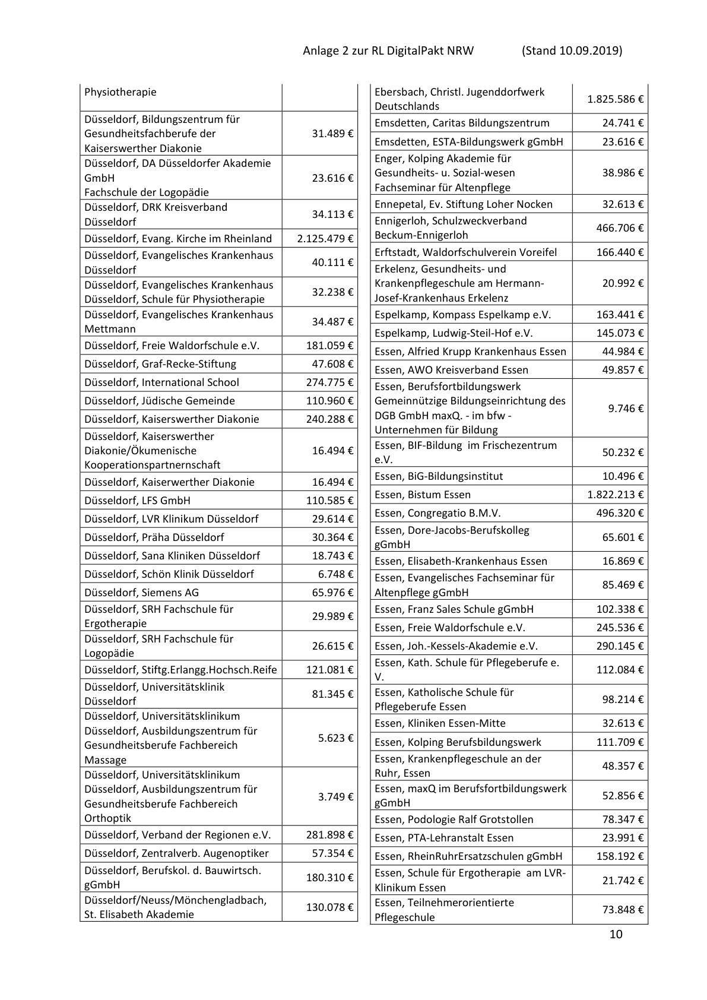 Anlage 2 zur RL DigitalPakt NRW (Stand 10.09.2019)
Physiotherapie
Düsseldorf, Bildungszentrum für
Gesundheitsfachberufe der
Kaiserswerther Diakonie
31.489 €
Düsseldorf, DA Düsseldorfer Akademie
GmbH
Fachschule der Logopädie
23.616 €
Düsseldorf, DRK Kreisverband
Düsseldorf
34.113 €
Düsseldorf, Evang. Kirche im Rheinland 2.125.479 €
Düsseldorf, Evangelisches Krankenhaus
Düsseldorf
40.111 €
Düsseldorf, Evangelisches Krankenhaus
Düsseldorf, Schule für Physiotherapie
32.238 €
Düsseldorf, Evangelisches Krankenhaus
Mettmann
34.487 €
Düsseldorf, Freie Waldorfschule e.V. 181.059 €
Düsseldorf, Graf-Recke-Stiftung 47.608 €
Düsseldorf, International School 274.775 €
Düsseldorf, Jüdische Gemeinde 110.960 €
Düsseldorf, Kaiserswerther Diakonie 240.288 €
Düsseldorf, Kaiserswerther
Diakonie/Ökumenische
Kooperationspartnernschaft
16.494 €
Düsseldorf, Kaiserwerther Diakonie 16.494 €
Düsseldorf, LFS GmbH 110.585 €
Düsseldorf, LVR Klinikum Düsseldorf 29.614 €
Düsseldorf, Präha Düsseldorf 30.364 €
Düsseldorf, Sana Kliniken Düsseldorf 18.743 €
Düsseldorf, Schön Klinik Düsseldorf 6.748 €
Düsseldorf, Siemens AG 65.976 €
Düsseldorf, SRH Fachschule für
Ergotherapie
29.989 €
Düsseldorf, SRH Fachschule für
Logopädie
26.615 €
Düsseldorf, Stiftg.Erlangg.Hochsch.Reife 121.081 €
Düsseldorf, Universitätsklinik
Düsseldorf
81.345 €
Düsseldorf, Universitätsklinikum
Düsseldorf, Ausbildungszentrum für
Gesundheitsberufe Fachbereich
Massage
5.623 €
Düsseldorf, Universitätsklinikum
Düsseldorf, Ausbildungszentrum für
Gesundheitsberufe Fachbereich
Orthoptik
3.749 €
Düsseldorf, Verband der Regionen e.V. 281.898 €
Düsseldorf, Zentralverb. Augenoptiker 57.354 €
Düsseldorf, Berufskol. d. Bauwirtsch.
gGmbH
180.310 €
Düsseldorf/Neuss/Mönchengladbach,
St. Elisabeth Akademie
130.078 €
Ebersbach, Christl. Jugenddorfwerk
Deutschlands
1.825.586 €
Emsdetten, Caritas Bildungszentrum 24.741 €
Emsdetten, ESTA-Bildungswerk gGmbH 23.616 €
Enger, Kolping Akademie für
Gesundheits- u. Sozial-wesen
Fachseminar für Altenpflege
38.986 €
Ennepetal, Ev. Stiftung Loher Nocken 32.613 €
Ennigerloh, Schulzweckverband
Beckum-Ennigerloh
466.706 €
Erftstadt, Waldorfschulverein Voreifel 166.440 €
Erkelenz, Gesundheits- und
Krankenpflegeschule am Hermann-
Josef-Krankenhaus Erkelenz
20.992 €
Espelkamp, Kompass Espelkamp e.V. 163.441 €
Espelkamp, Ludwig-Steil-Hof e.V. 145.073 €
Essen, Alfried Krupp Krankenhaus Essen 44.984 €
Essen, AWO Kreisverband Essen 49.857 €
Essen, Berufsfortbildungswerk
Gemeinnützige Bildungseinrichtung des
DGB GmbH maxQ. - im bfw -
Unternehmen für Bildung
9.746 €
Essen, BIF-Bildung im Frischezentrum
e.V.
50.232 €
Essen, BiG-Bildungsinstitut 10.496 €
Essen, Bistum Essen 1.822.213 €
Essen, Congregatio B.M.V. 496.320 €
Essen, Dore-Jacobs-Berufskolleg
gGmbH
65.601 €
Essen, Elisabeth-Krankenhaus Essen 16.869 €
Essen, Evangelisches Fachseminar für
Altenpflege gGmbH
85.469 €
Essen, Franz Sales Schule gGmbH 102.338 €
Essen, Freie Waldorfschule e.V. 245.536 €
Essen, Joh.-Kessels-Akademie e.V. 290.145 €
Essen, Kath. Schule für Pflegeberufe e.
V.
112.084 €
Essen, Katholische Schule für
Pflegeberufe Essen
98.214 €
Essen, Kliniken Essen-Mitte 32.613 €
Essen, Kolping Berufsbildungswerk 111.709 €
Essen, Krankenpflegeschule an der
Ruhr, Essen
48.357 €
Essen, maxQ im Berufsfortbildungswerk
gGmbH
52.856 €
Essen, Podologie Ralf Grotstollen 78.347 €
Essen, PTA-Lehranstalt Essen 23.991 €
Essen, RheinRuhrErsatzschulen gGmbH 158.192 €
Essen, Schule für Ergotherapie am LVR-
Klinikum Essen
21.742 €
Essen, Teilnehmerorientierte
Pflegeschule
73.848 €
10